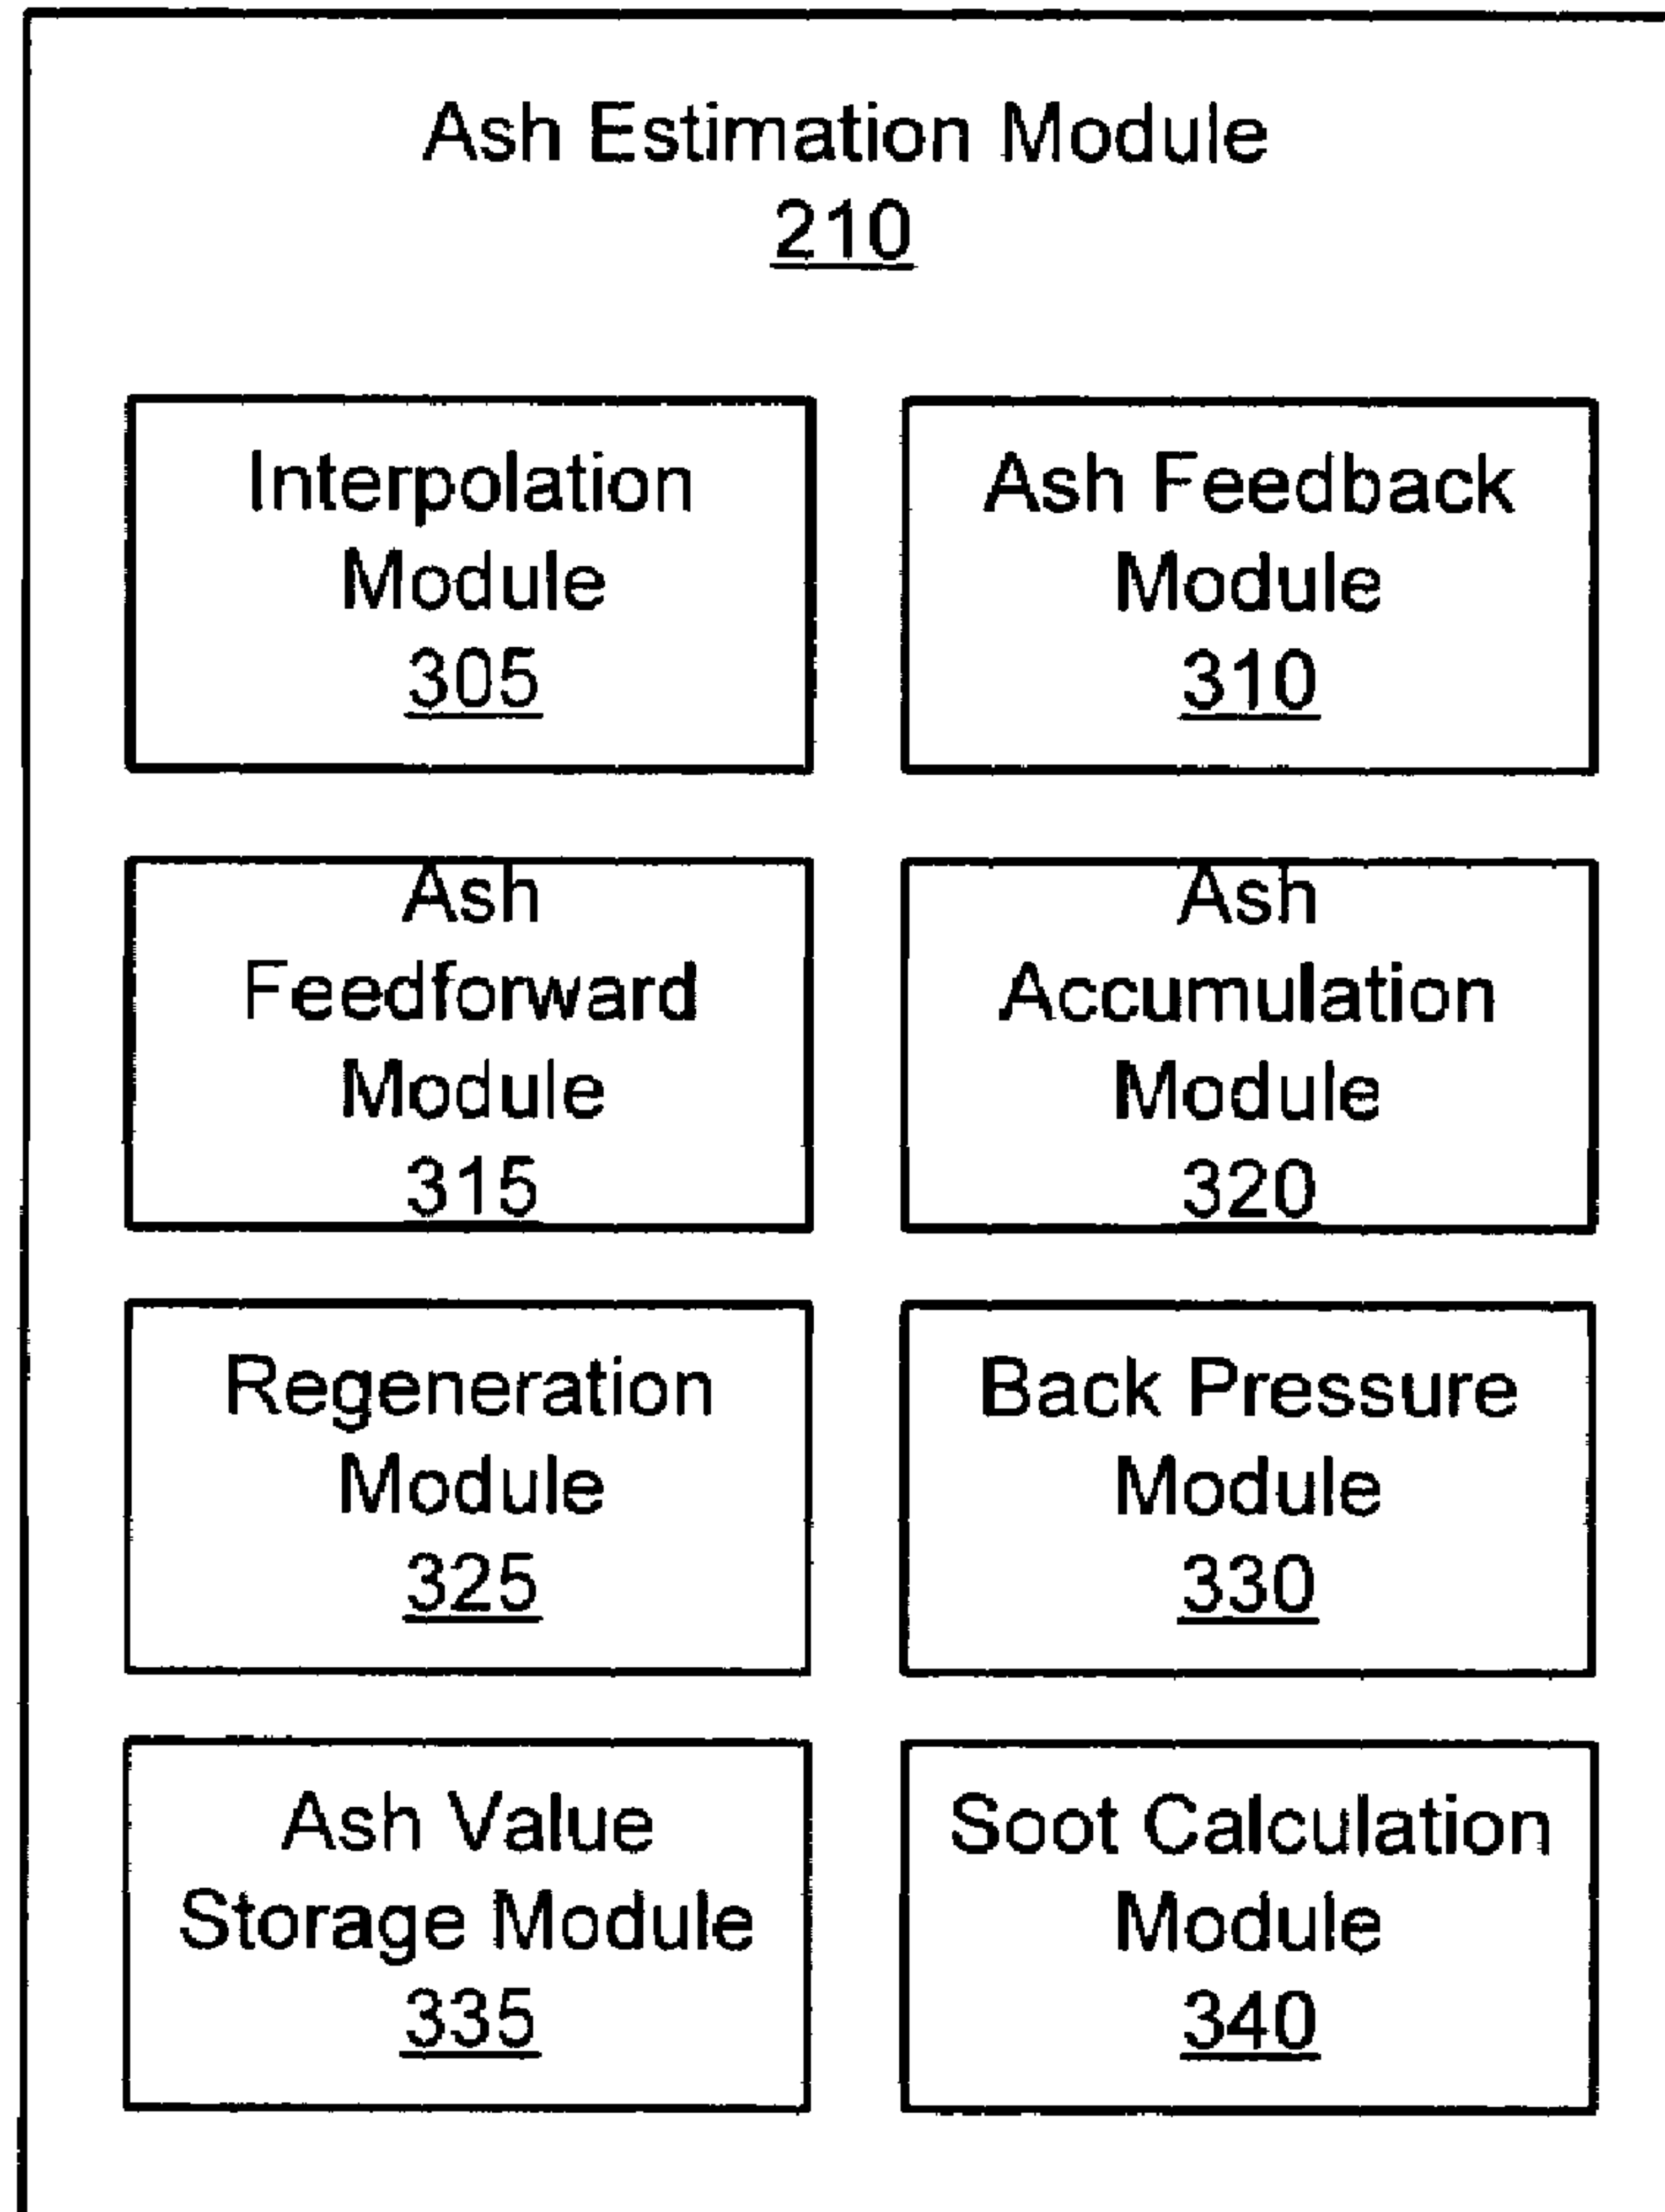 Ash Estimation Module
210
Interpolation
Module
305
Ash Feedback
Module
310
Ash
Feedforward
Module
315
Ash
Accumulation
Module
320
Regeneration
Module
325
Back Pressure
Module
330
Ash Value
Storage Module
335
Soot Calculation
Module
340